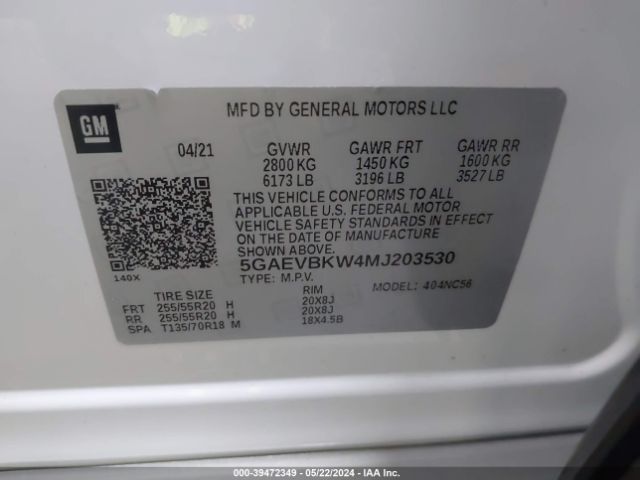 GM
MFD BY GENERAL MOTORS LLC
04/21 GVWR GAWR FRT GAWR RR
2800 KG 1450 KG 1600 KG
6173 LB 3196 LB 3527 LB
THIS VEHICLE CONFORMS TO ALL
APPLICABLE U.S. FEDERAL MOTOR
VEHICLE SAFETY STANDARDS IN
EFFECT ON THE DATE OF
MANUFACTURE SHOWN ABOVE.
5GAEVBKW4MJ203530
140X TYPE: M.P.V. MODEL: 404NC56
TIRE SIZE RIM
FRT 255/55R20 H 20X8J
RR 255/55R20 H 20X8J
SPA T135/70R18 M 18X4.5B
000-39472349 | 05/22/2024 | IAA Inc.